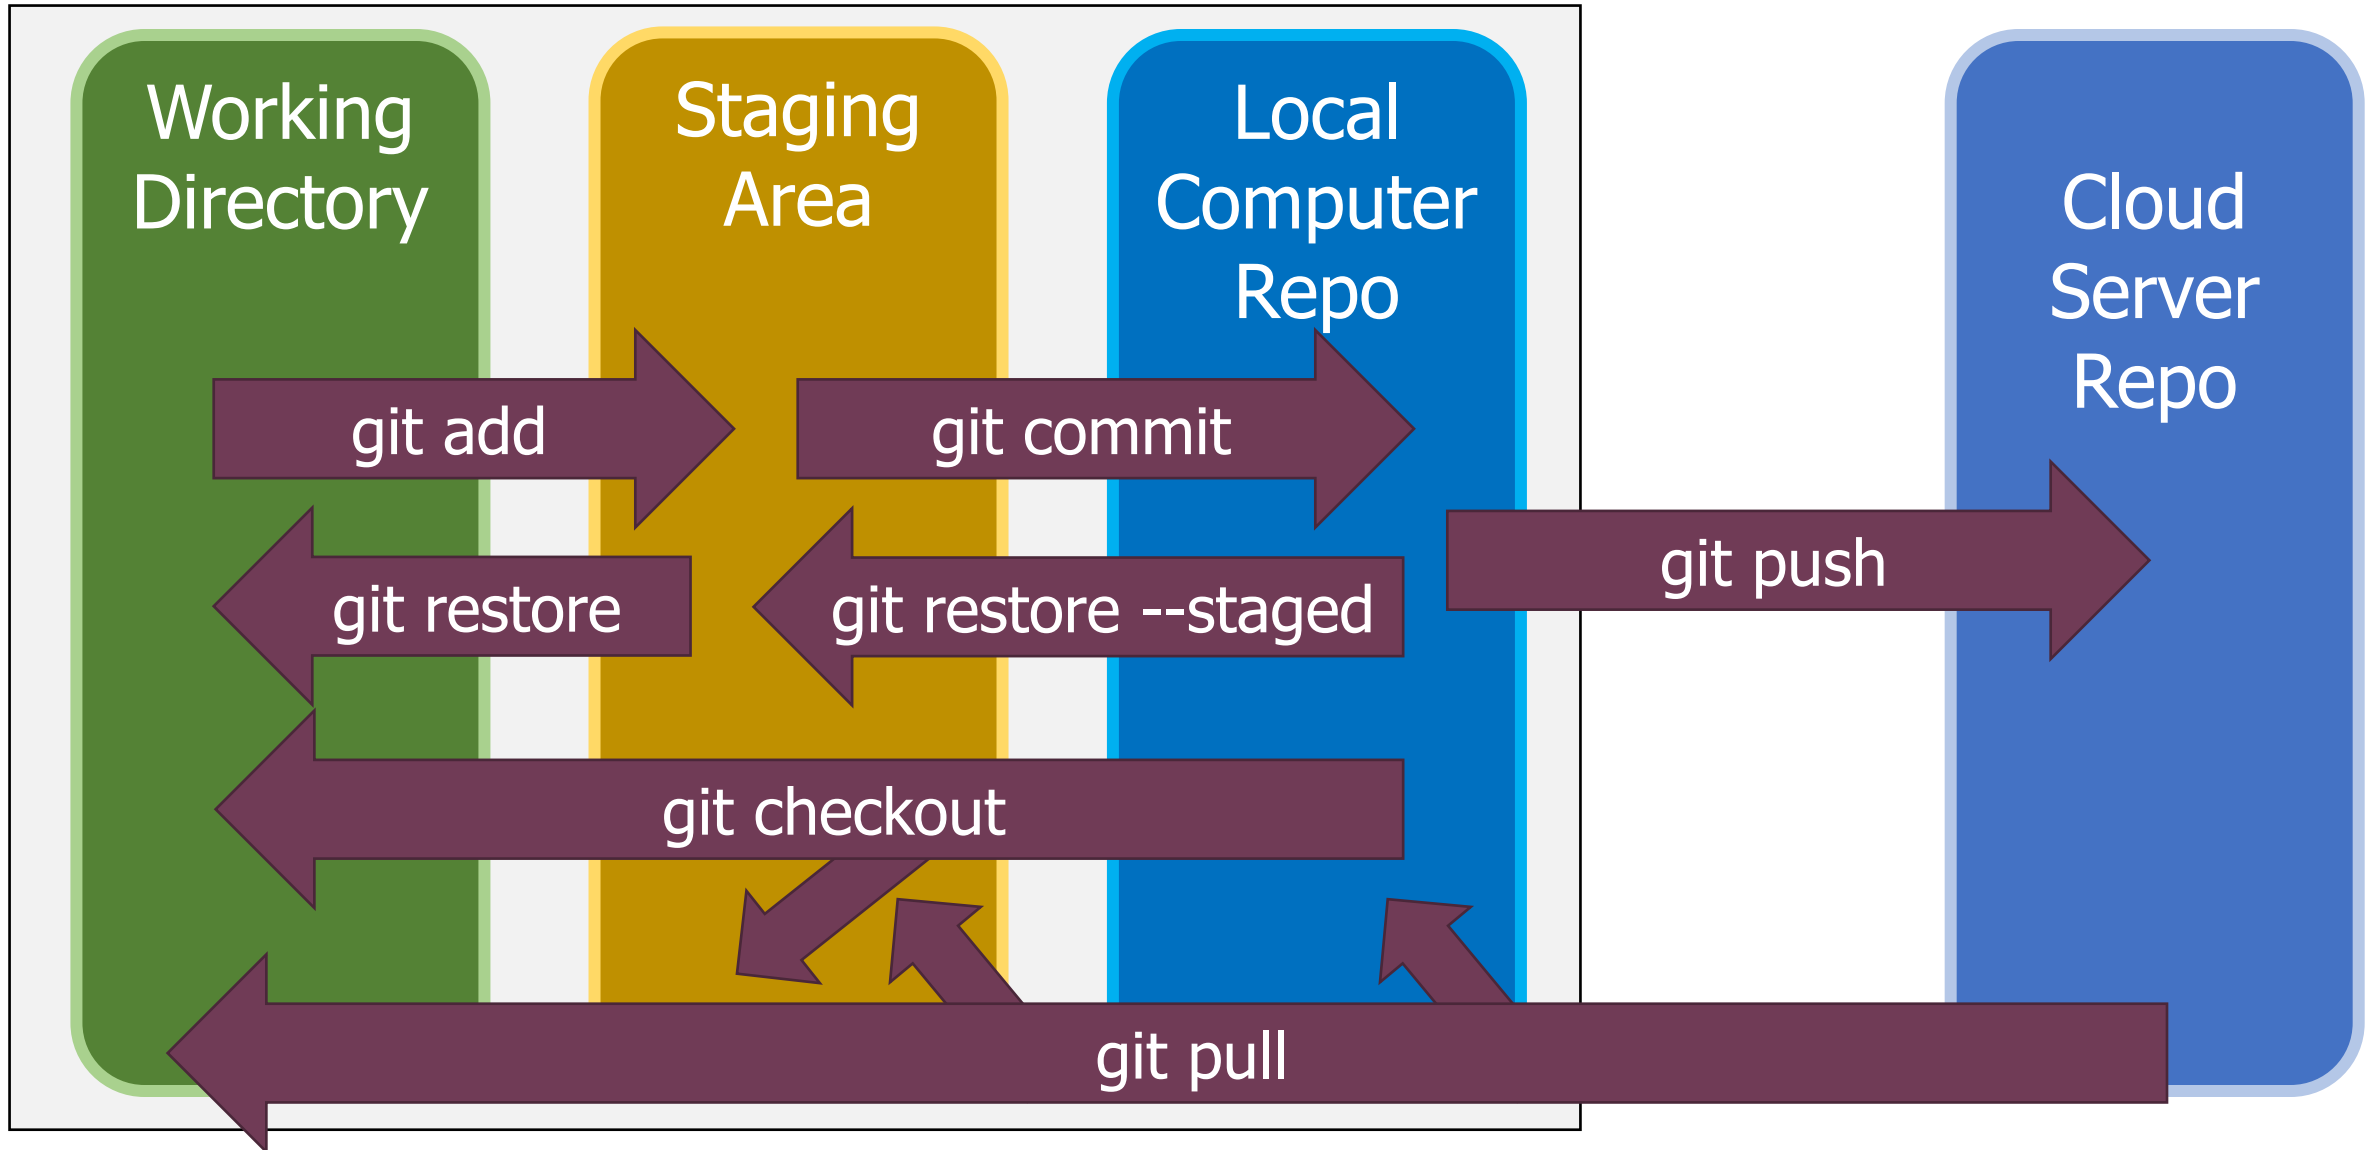 Working
Directory
Staging
Area
Local
Computer
Repo
Cloud
Server
Repo
git add
git commit
git push
git restore
git restore --staged
git checkout
git pull